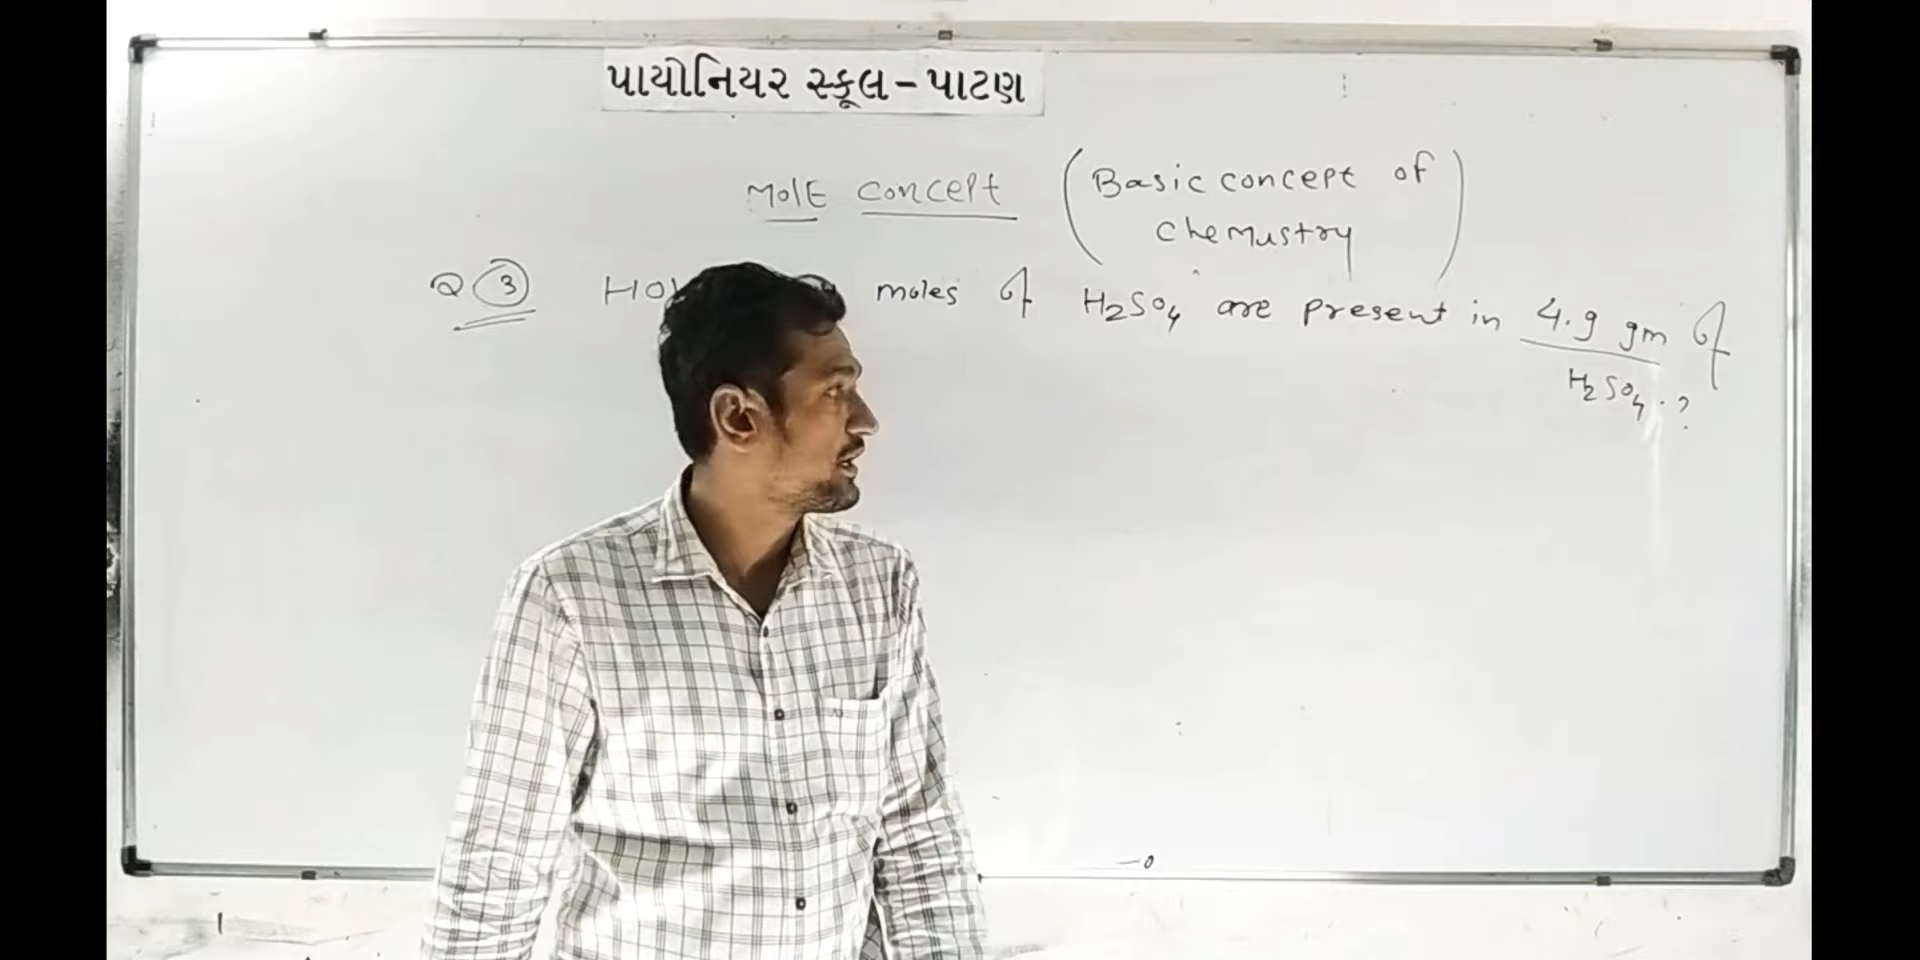 પાયોનિયર સ્કૂલ – પાટણ
MolE concept (Basic concept of
chemustry)
Q 3 How moles of H2SO4 are present in 4.9 gm of
H2SO4.?